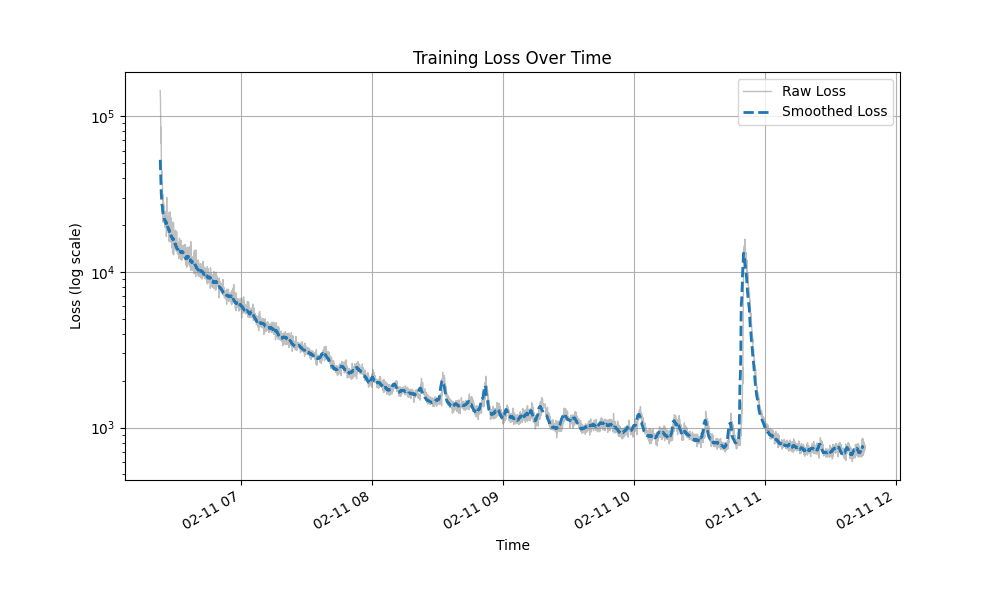 Training Loss Over Time
Raw Loss
Smoothed Loss
Loss (log scale)
10^5
10^4
10^3
02-11 07
02-11 08
02-11 09
02-11 10
02-11 11
02-11 12
Time